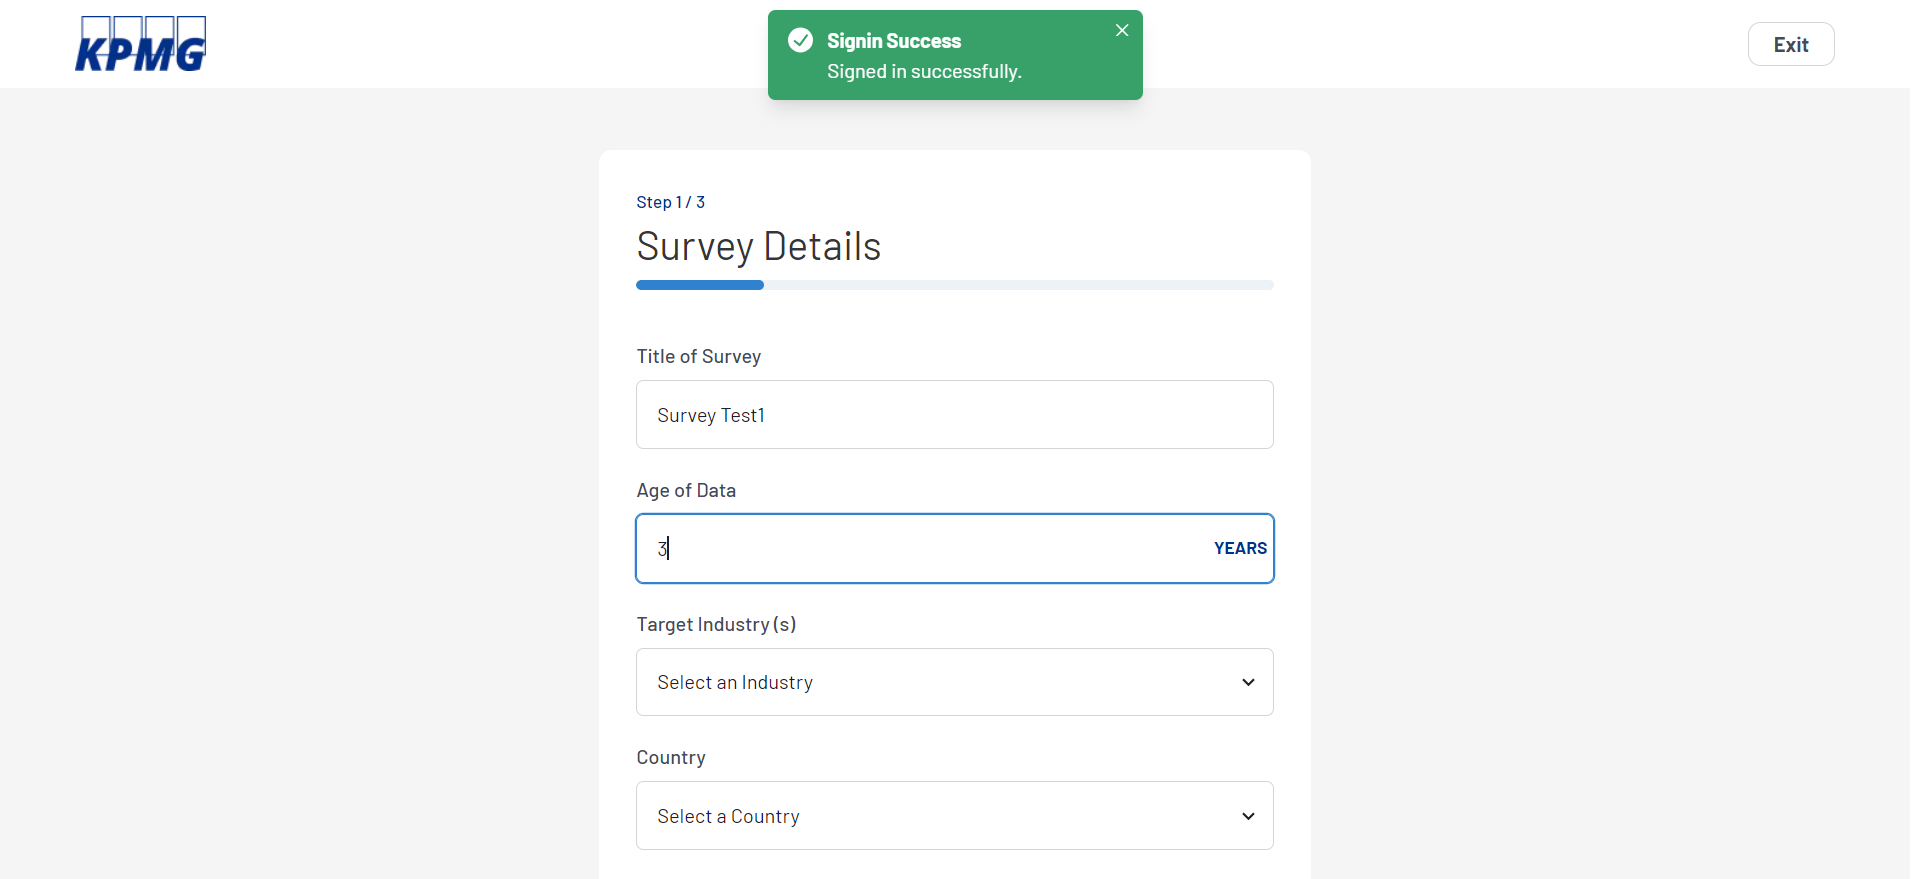 KPMG
Signin Success
Signed in successfully.
Exit
Step 1 / 3
Survey Details
Title of Survey
Survey Test1
Age of Data
3
YEARS
Target Industry (s)
Select an Industry
Country
Select a Country